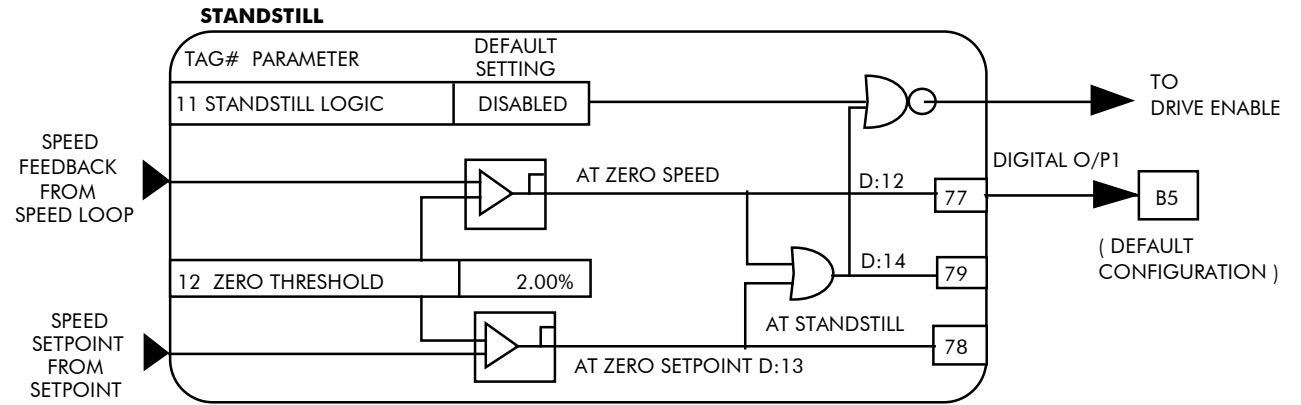 STANDSTILL
TAG# PARAMETER
DEFAULT
SETTING
11 STANDSTILL LOGIC
DISABLED
TO
DRIVE ENABLE
SPEED
FEEDBACK
FROM
SPEED LOOP
AT ZERO SPEED
D:12
77
DIGITAL O/P1
B5
( DEFAULT
CONFIGURATION )
12 ZERO THRESHOLD
2.00%
D:14
79
SPEED
SETPOINT
FROM
SETPOINT
AT STANDSTILL
AT ZERO SETPOINT D:13
78